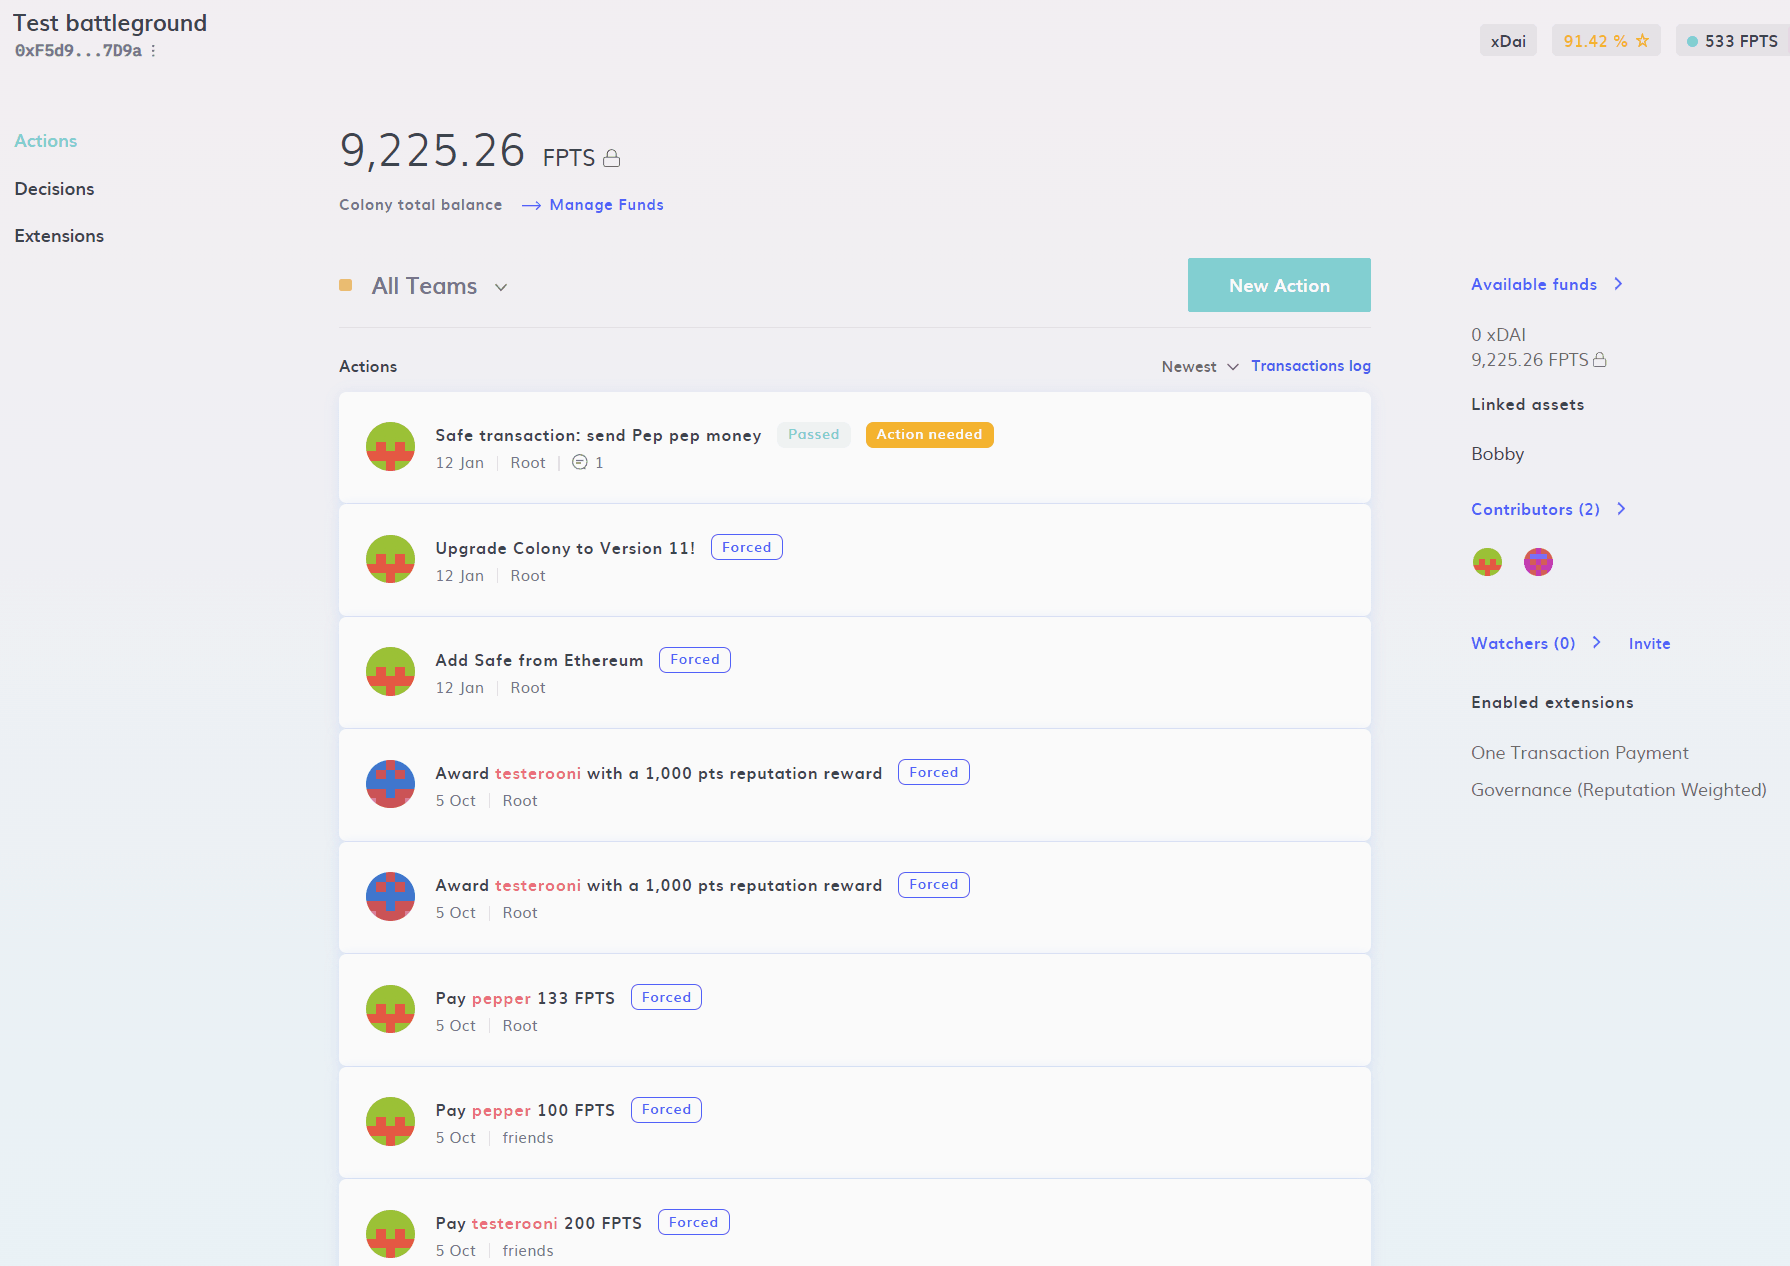 Test battleground
0xF5d9...7D9a
xDai
91.42 %
533 FPTS
Actions
Decisions
Extensions
9,225.26 FPTS
Colony total balance
Manage Funds
All Teams
New Action
Actions
Newest
Transactions log
Safe transaction: send Pep pep money
Passed
Action needed
12 Jan
Root
1
Upgrade Colony to Version 11!
Forced
12 Jan
Root
Add Safe from Ethereum
Forced
12 Jan
Root
Award testerooni with a 1,000 pts reputation reward
Forced
5 Oct
Root
Award testerooni with a 1,000 pts reputation reward
Forced
5 Oct
Root
Pay pepper 133 FPTS
Forced
5 Oct
Root
Pay pepper 100 FPTS
Forced
5 Oct
friends
Pay testerooni 200 FPTS
Forced
5 Oct
friends
Available funds
0 xDAI
9,225.26 FPTS
Linked assets
Bobby
Contributors (2)
Watchers (0)
Invite
Enabled extensions
One Transaction Payment
Governance (Reputation Weighted)